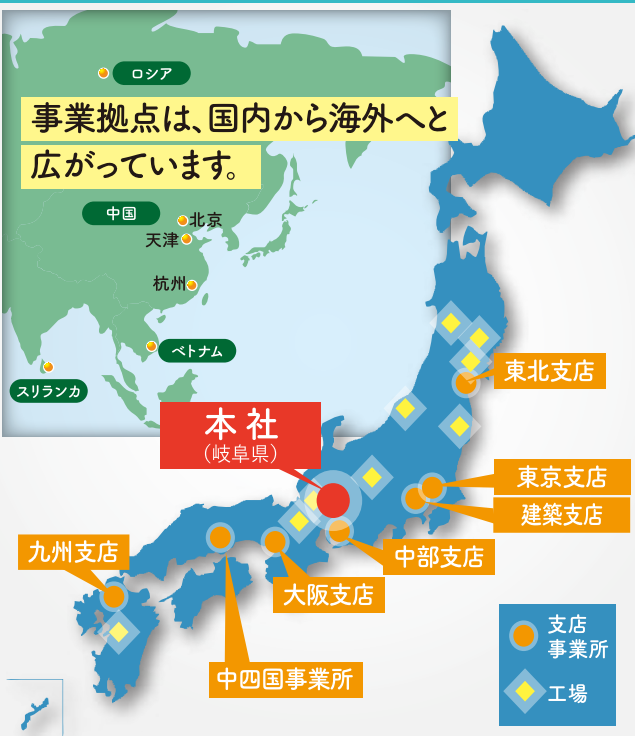 ロシア
事業拠点は、国内から海外へと
広がっています。
中国
北京
天津
杭州
ベトナム
スリランカ
東北支店
本社
（岐阜県）
東京支店
建築支店
中部支店
九州支店
大阪支店
中四国事業所
支店
事業所
工場